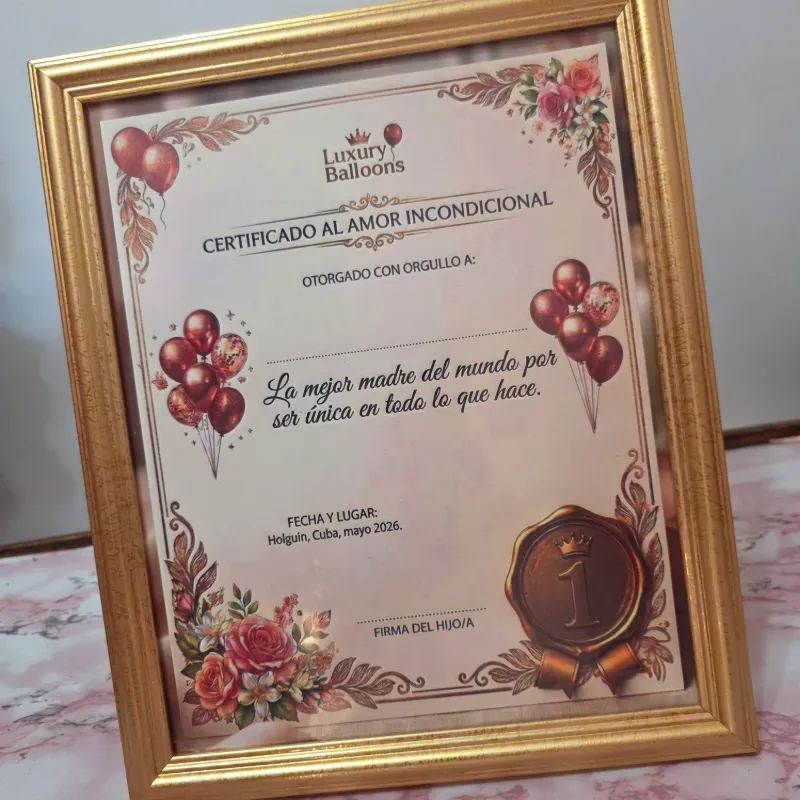 Luxury
Balloons
CERTIFICADO AL AMOR INCONDICIONAL
OTORGADO CON ORGULLO A:
La mejor madre del mundo por
ser única en todo lo que hace.
FECHA Y LUGAR:
Holguín, Cuba, mayo 2026.
1
FIRMA DEL HIJO/A